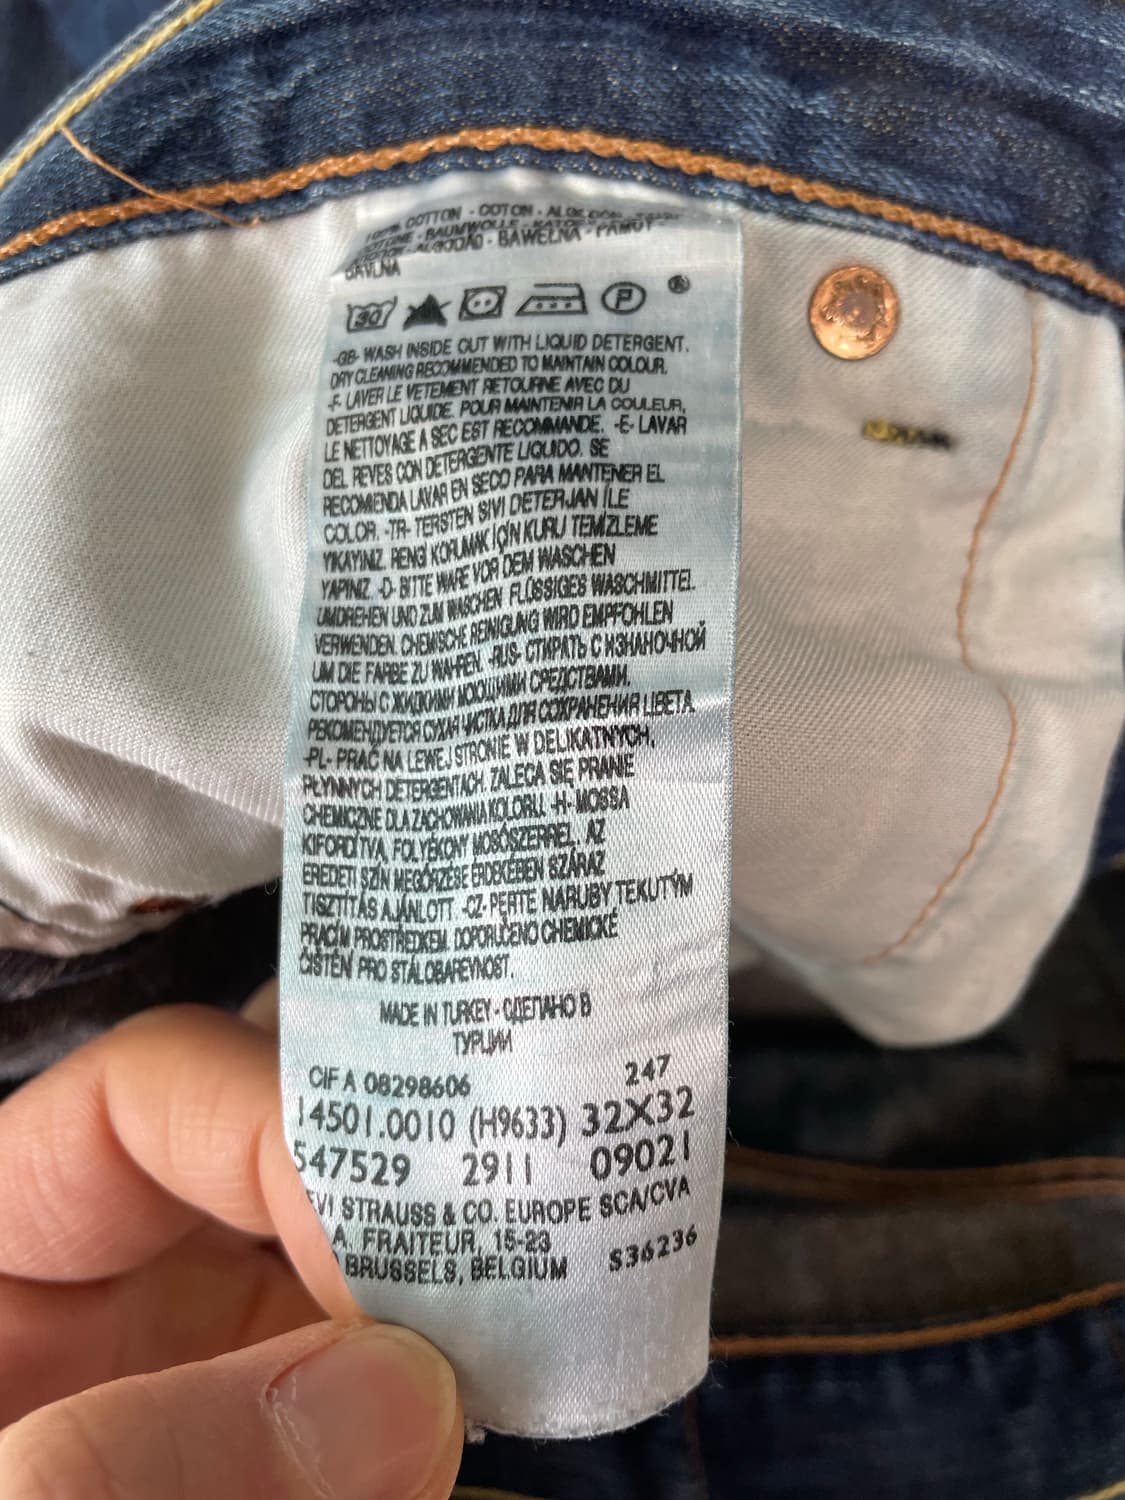 COTTON - COTON -
BAUMWOLLE -
ALGODÃO - BAWEŁNA - PAMUT -
BAVLNA
30 P ®
-GB- WASH INSIDE OUT WITH LIQUID DETERGENT.
DRY CLEANING RECOMMENDED TO MAINTAIN COLOUR.
-F- LAVER LE VETEMENT RETOURNE AVEC DU
DETERGENT LIQUIDE. POUR MAINTENIR LA COULEUR,
LE NETTOYAGE A SEC EST RECOMMANDE. -E- LAVAR
DEL REVES CON DETERGENTE LIQUIDO. SE
RECOMENDA LAVAR EN SECO PARA MANTENER EL
COLOR. -TR- TERSTEN SIVI DETERJAN İLE
YIKAYINIZ. RENGİ KORUMAK İÇİN KURU TEMİZLEME
YAPINIZ. -D- BITTE WARE VOR DEM WASCHEN
UMDREHEN UND ZUM WASCHEN FLÜSSIGES WASCHMITTEL
VERWENDEN. CHEMISCHE REINIGUNG WIRD EMPFOHLEN
UM DIE FARBE ZU WAHREN. -RUS- СТИРАТЬ С ИЗНАНОЧНОЙ
СТОРОНЫ С ЖИДКИМИ МОЮЩИМИ СРЕДСТВАМИ.
РЕКОМЕНДУЕТСЯ СУХАЯ ЧИСТКА ДЛЯ СОХРАНЕНИЯ ЦВЕТА.
-PL- PRAĆ NA LEWEJ STRONIE W DELIKATNYCH,
PŁYNNYCH DETERGENTACH. ZALECA SIĘ PRANIE
CHEMICZNE DLA ZACHOWANIA KOLORU. -H- MOSSA
KIFORDÍTVA, FOLYÉKONY MOSÓSZERREL. AZ
EREDETI SZÍN MEGŐRZÉSE ÉRDEKÉBEN SZÁRAZ
TISZTÍTÁS AJÁNLOTT -CZ- PERTE NARUBY TEKUTÝM
PRACÍM PROSTŘEDKEM. DOPORUČENO CHEMICKÉ
ČIŠTĚNÍ PRO STÁLOBAREVNOST.
MADE IN TURKEY - СДЕЛАНО В
ТУРЦИИ
CIF A 08298606 247
14501.0010 (H9633) 32X32
547529 2911 09021
EVI STRAUSS & CO. EUROPE SCA/CVA
A. FRAITEUR, 15-23
BRUSSELS, BELGIUM S36236